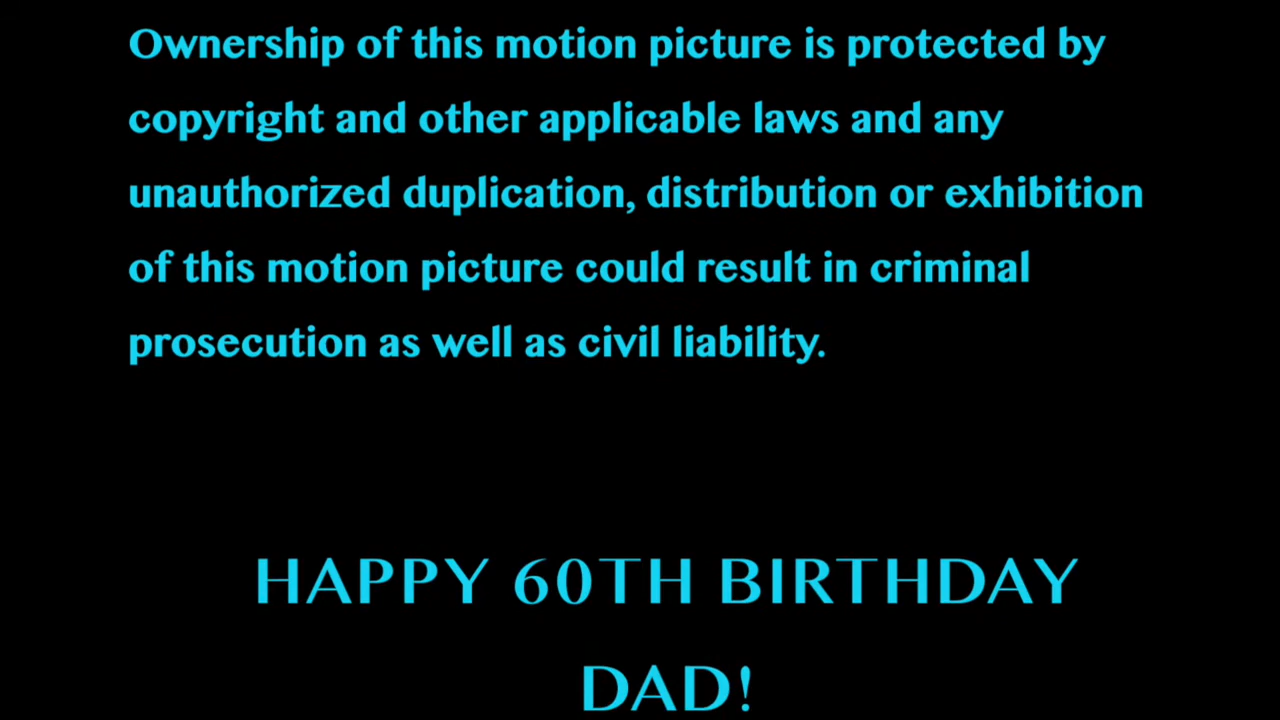 Ownership of this motion picture is protected by
copyright and other applicable laws and any
unauthorized duplication, distribution or exhibition
of this motion picture could result in criminal
prosecution as well as civil liability.
HAPPY 60TH BIRTHDAY
DAD!